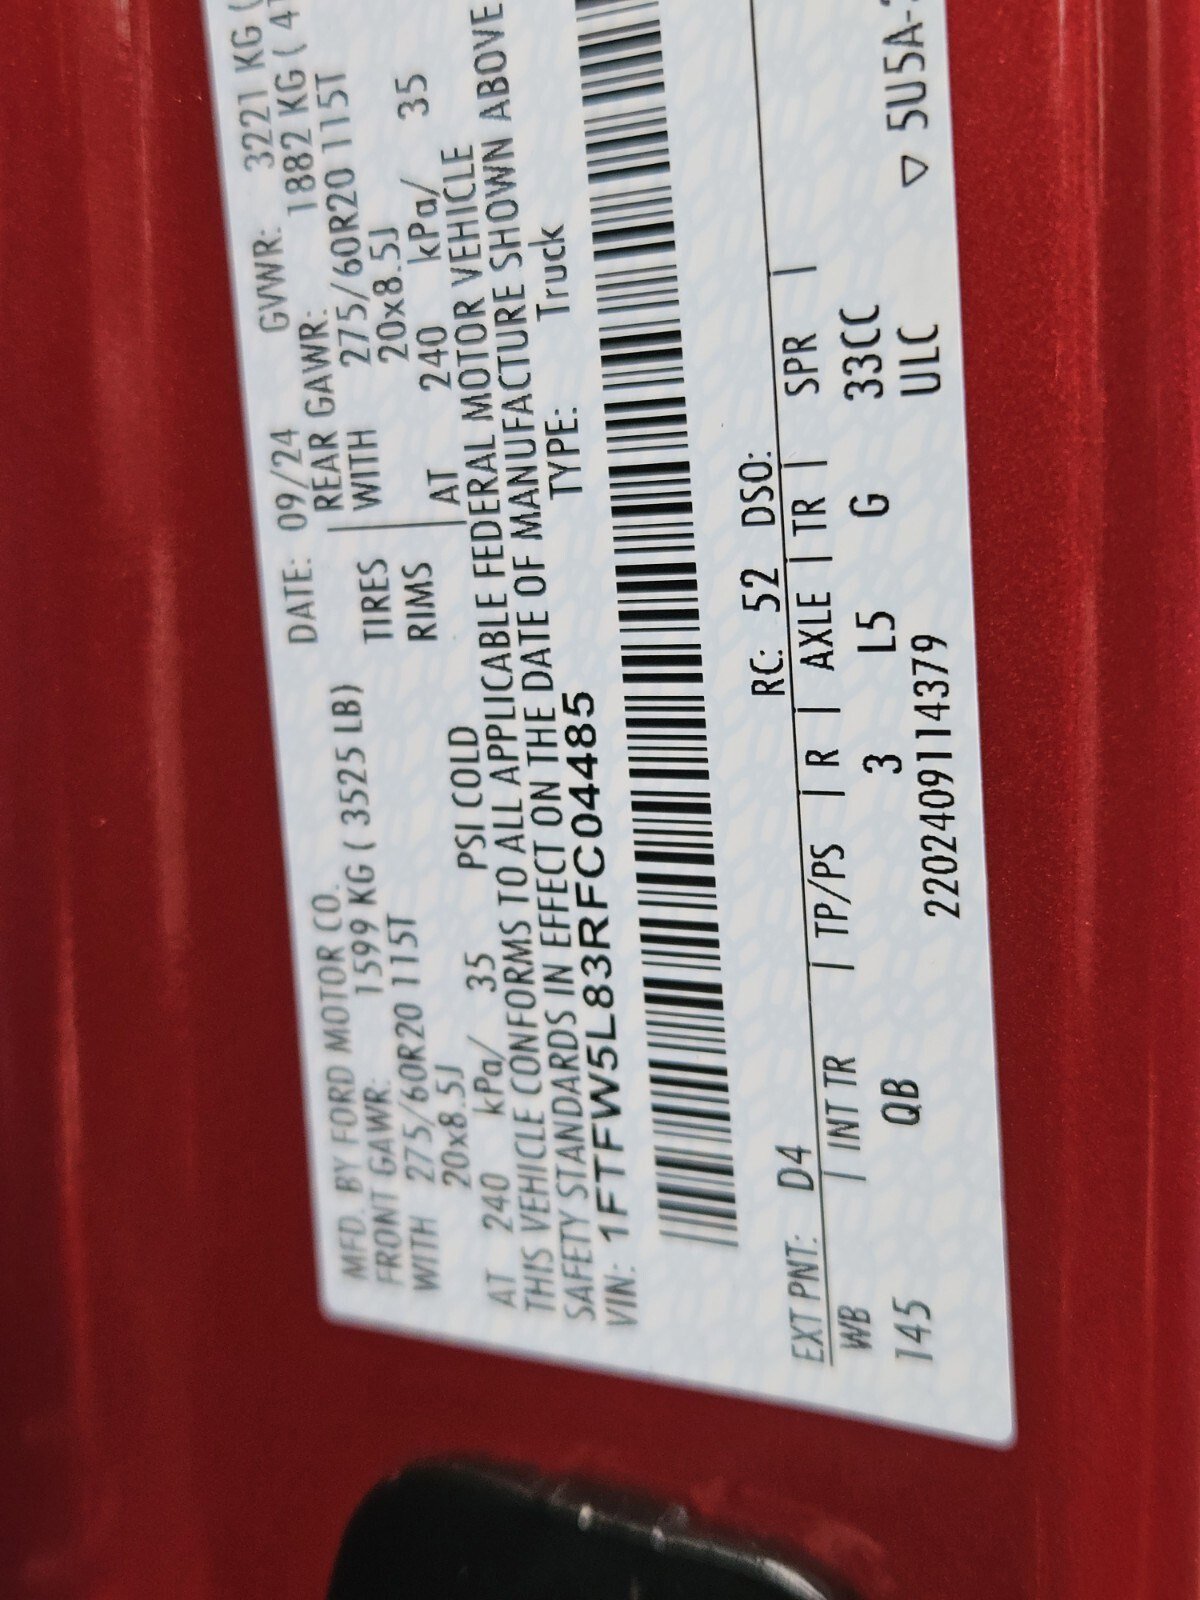 MFD. BY FORD MOTOR CO. DATE: 09/24 GVWR: 3221 KG (
FRONT GAWR: 1599 KG ( 3525 LB) REAR GAWR: 1882 KG ( 41
WITH 275/60R20 115T TIRES WITH 275/60R20 115T
20x8.5J RIMS 20x8.5J
AT 240 kPa/ 35 PSI COLD AT 240 kPa/ 35
THIS VEHICLE CONFORMS TO ALL APPLICABLE FEDERAL MOTOR VEHICLE
SAFETY STANDARDS IN EFFECT ON THE DATE OF MANUFACTURE SHOWN ABOVE
VIN: 1FTFW5L83RFC04485 TYPE: Truck
EXT PNT: D4 RC: 52 DSO:
WB | INT TR | TP/PS | R | AXLE | TR | SPR |
145 QB 3 L5 G 33CC
2202409114379 ULC ▽ 5U5A-